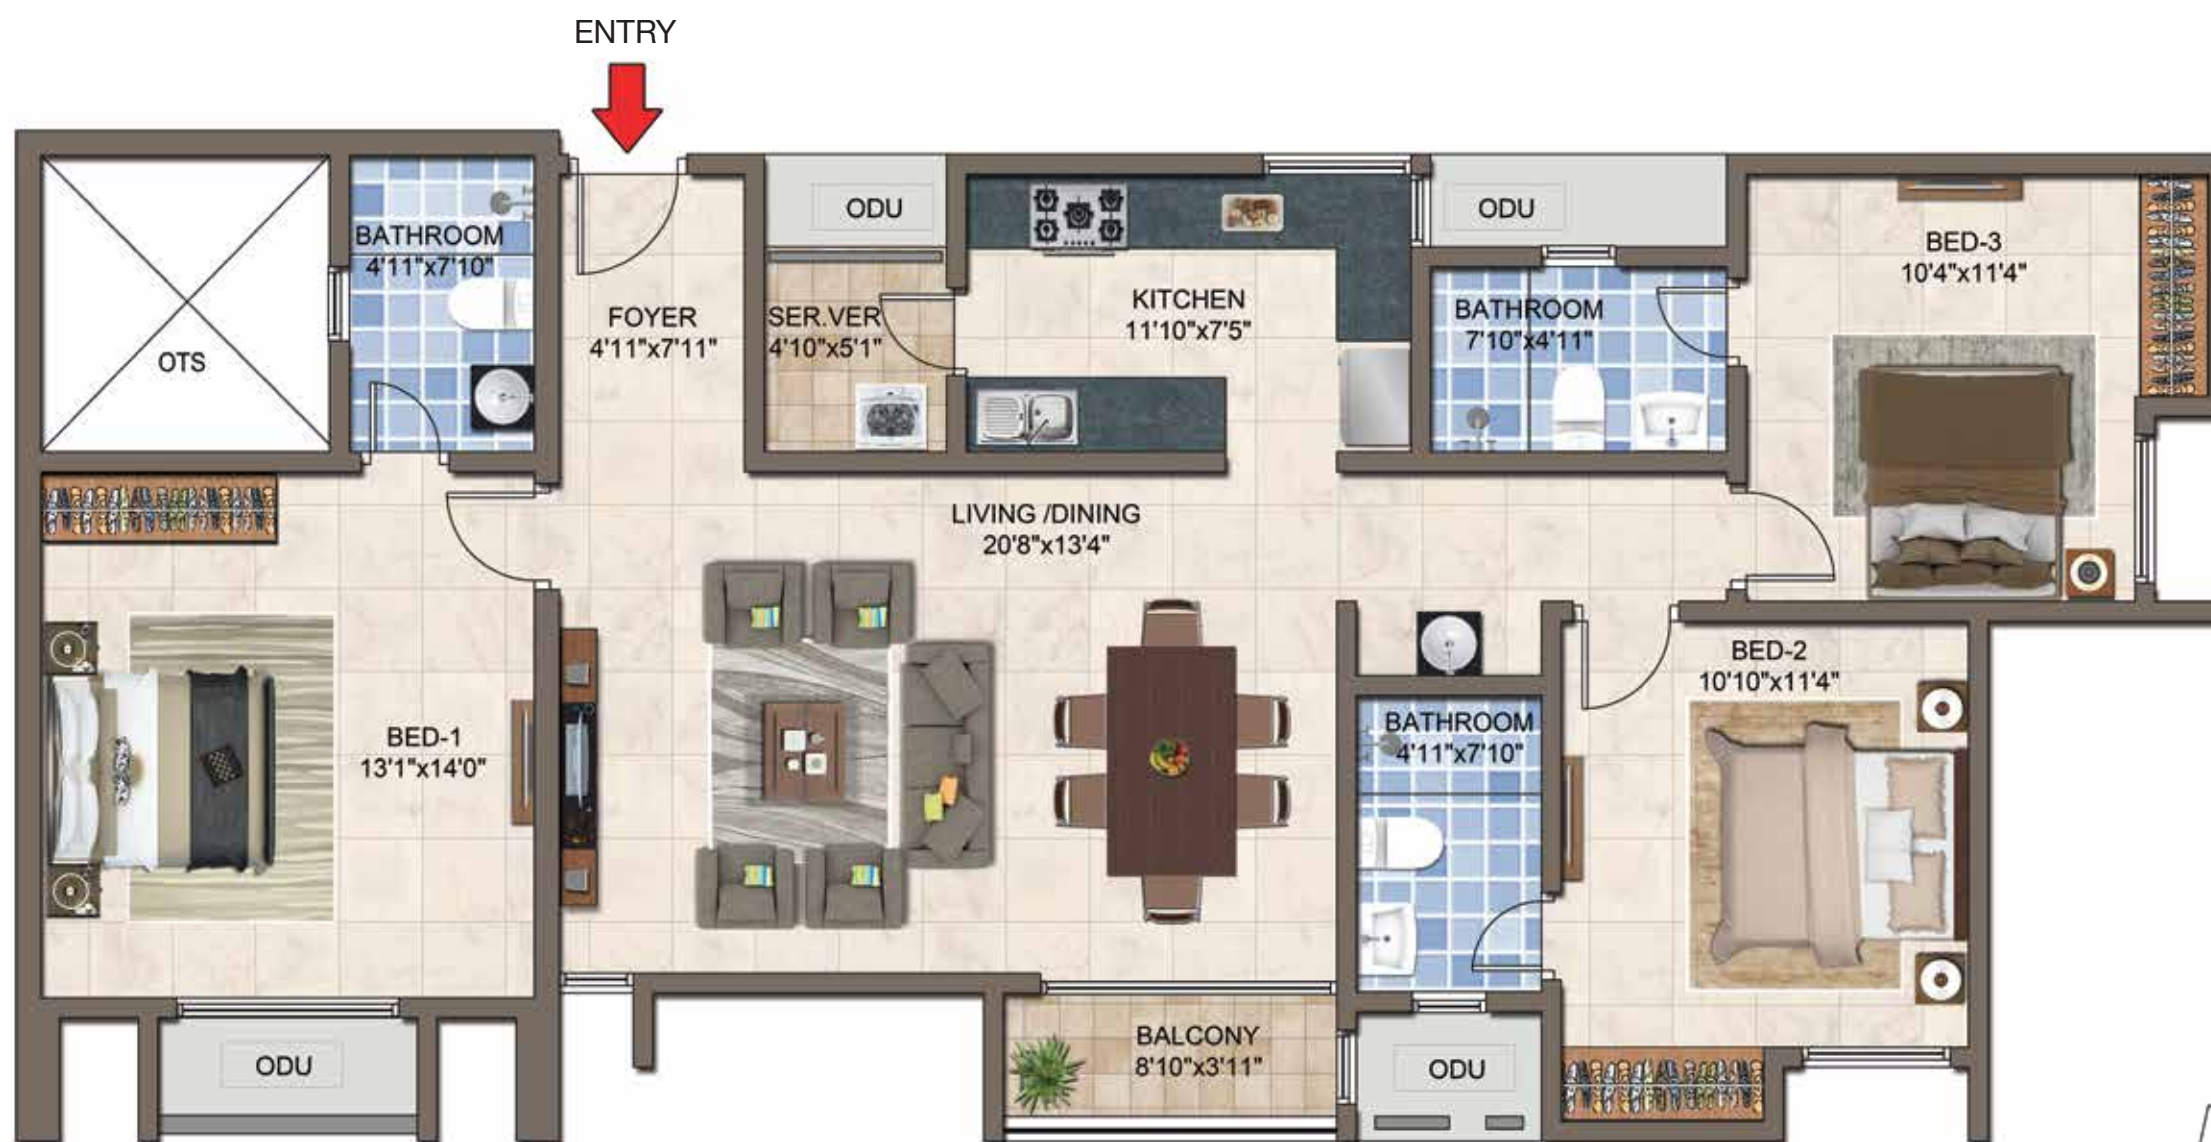 ENTRY
ODU
ODU
BATHROOM
4'11"x7'10"
BED-3
10'4"x11'4"
OTS
FOYER
4'11"x7'11"
SER.VER
4'10"x5'1"
KITCHEN
11'10"x7'5"
BATHROOM
7'10"x4'11"
LIVING /DINING
20'8"x13'4"
BED-1
13'1"x14'0"
BATHROOM
4'11"x7'10"
BED-2
10'10"x11'4"
ODU
BALCONY
8'10"x3'11"
ODU